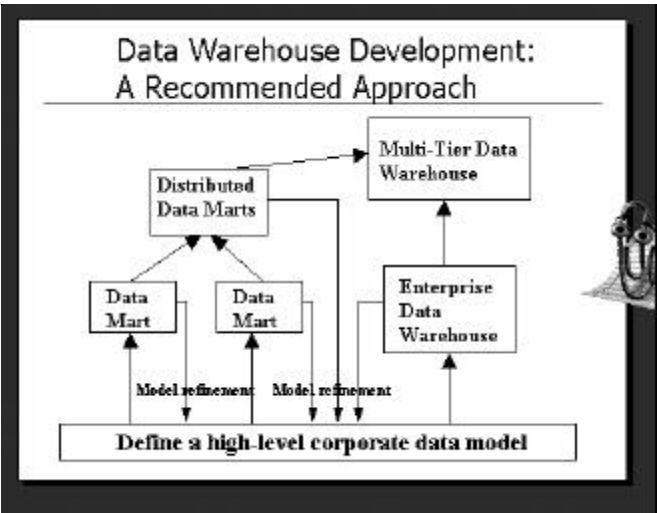 Data Warehouse Development:
A Recommended Approach
Multi-Tier Data
Warehouse
Distributed
Data Marts
Data
Mart
Data
Mart
Enterprise
Data
Warehouse
Model refinement
Model refinement
Define a high-level corporate data model